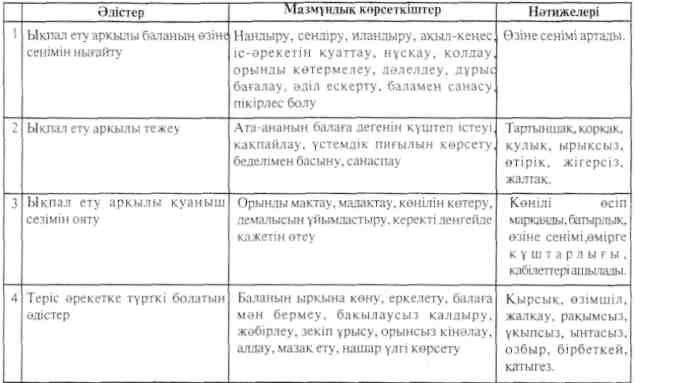 Әдістер
Мазмұндық көрсеткіштер
Нәтижелері
1
Ықпал ету арқылы баланың өзіне
сенімін нығайту
Нандыру, сендіру, иландыру, ақыл-кеңес,
іс-әрекетін қуаттау, нұсқау, қолдау,
орынды көтермелеу, дәлелдеу, дұрыс
бағалау, әділ ескерту, баламен санасу,
пікірлес болу
Өзіне сенімі артады.
2
Ықпал ету арқылы тежеу
Ата-ананың балаға дегенін күштеп істеуі,
қақпайлау, үстемдік пиғылын көрсету,
беделімен басыну, санаспау
Тартыншақ, қорқақ,
қулық, ырықсыз,
өтірік, жігерсіз,
жалтақ.
3
Ықпал ету арқылы қуаныш
сезімін ояту
Орынды мақтау, мадақтау, көңілін көтеру,
демалысын ұйымдастыру, керекті деңгейде
қажетін өтеу
Көңілі өсіп
марқаяды, батырлық,
өзіне сенімі,өмірге
құштарлығы,
қабілеттері ашылады.
4
Теріс әрекетке түрткі болатын
әдістер
Баланың ырқына көну, еркелету, балаға
мән бермеу, бақылаусыз қалдыру,
жәбірлеу, зекіп ұрысу, орынсыз кінәлау,
алдау, мазақ ету, нашар үлгі көрсету
Қырсық, өзімшіл,
жалқау, рақымсыз,
ұқыпсыз, ынтасыз,
озбыр, бірбеткей,
қатыгез.